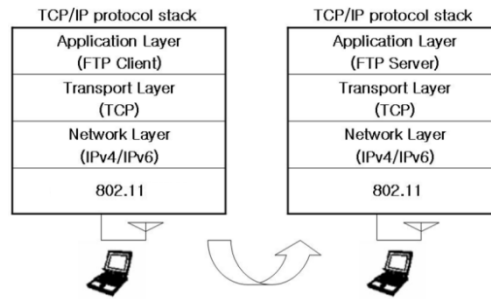 TCP/IP protocol stack
Application Layer
(FTP Client)
Transport Layer
(TCP)
Network Layer
(IPv4/IPv6)
802.11
TCP/IP protocol stack
Application Layer
(FTP Server)
Transport Layer
(TCP)
Network Layer
(IPv4/IPv6)
802.11